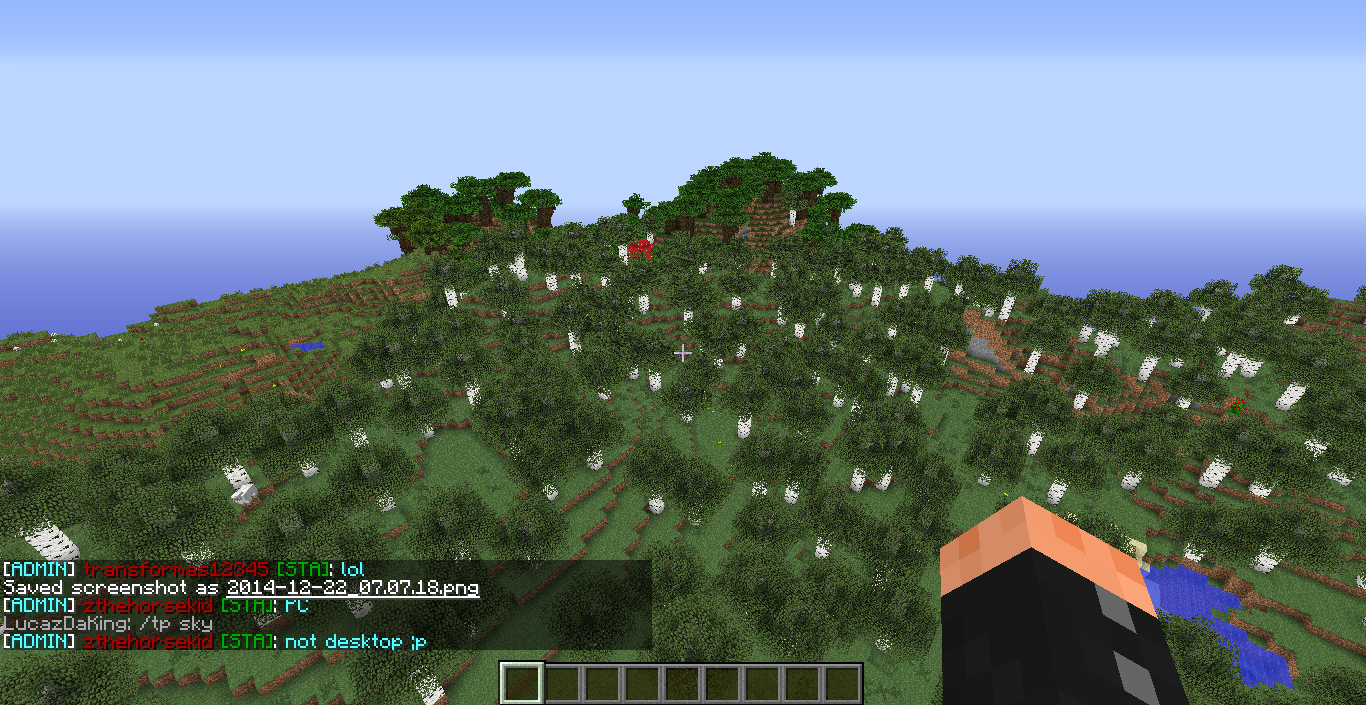 [ADMIN] transformas12345 [STA]: lol
Saved screenshot as 2014-12-22_07.07.18.png
[ADMIN] zthehorsekid [STA]: PC
LucazDaKing: /tp sky
[ADMIN] zthehorsekid [STA]: not desktop jp